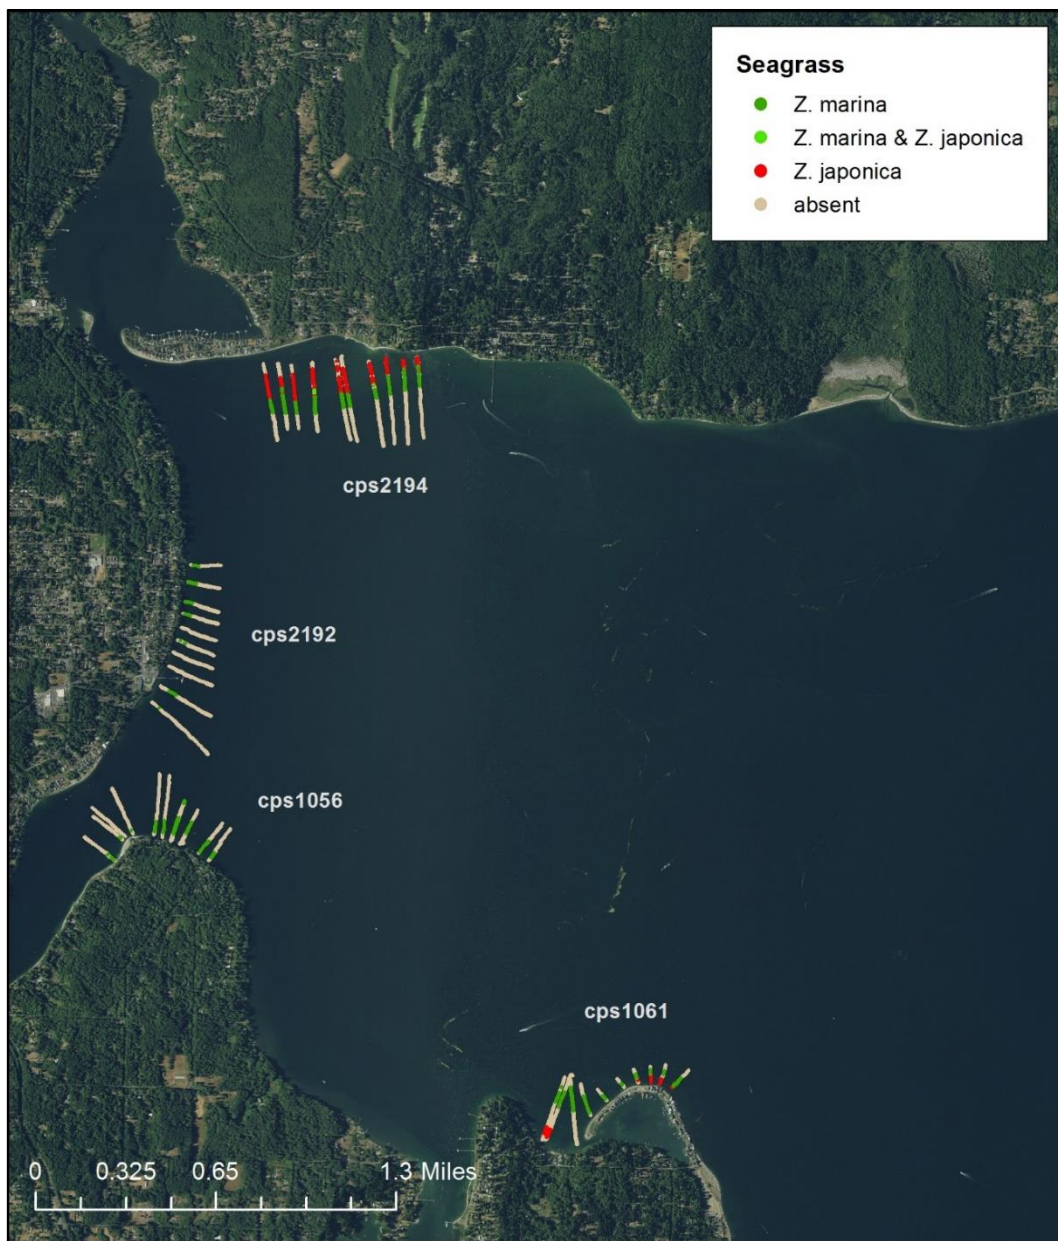 Seagrass
Z. marina
Z. marina & Z. japonica
Z. japonica
absent
cps2194
cps2192
cps1056
cps1061
0 0.325 0.65 1.3 Miles